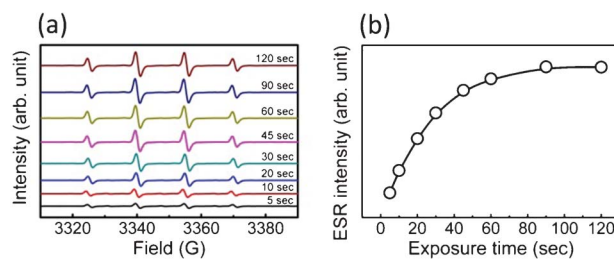 (a)
Intensity (arb. unit)
120 sec
90 sec
60 sec
45 sec
30 sec
20 sec
10 sec
5 sec
3320 3340 3360 3380
Field (G)
(b)
ESR intensity (arb. unit)
0 20 40 60 80 100 120
Exposure time (sec)